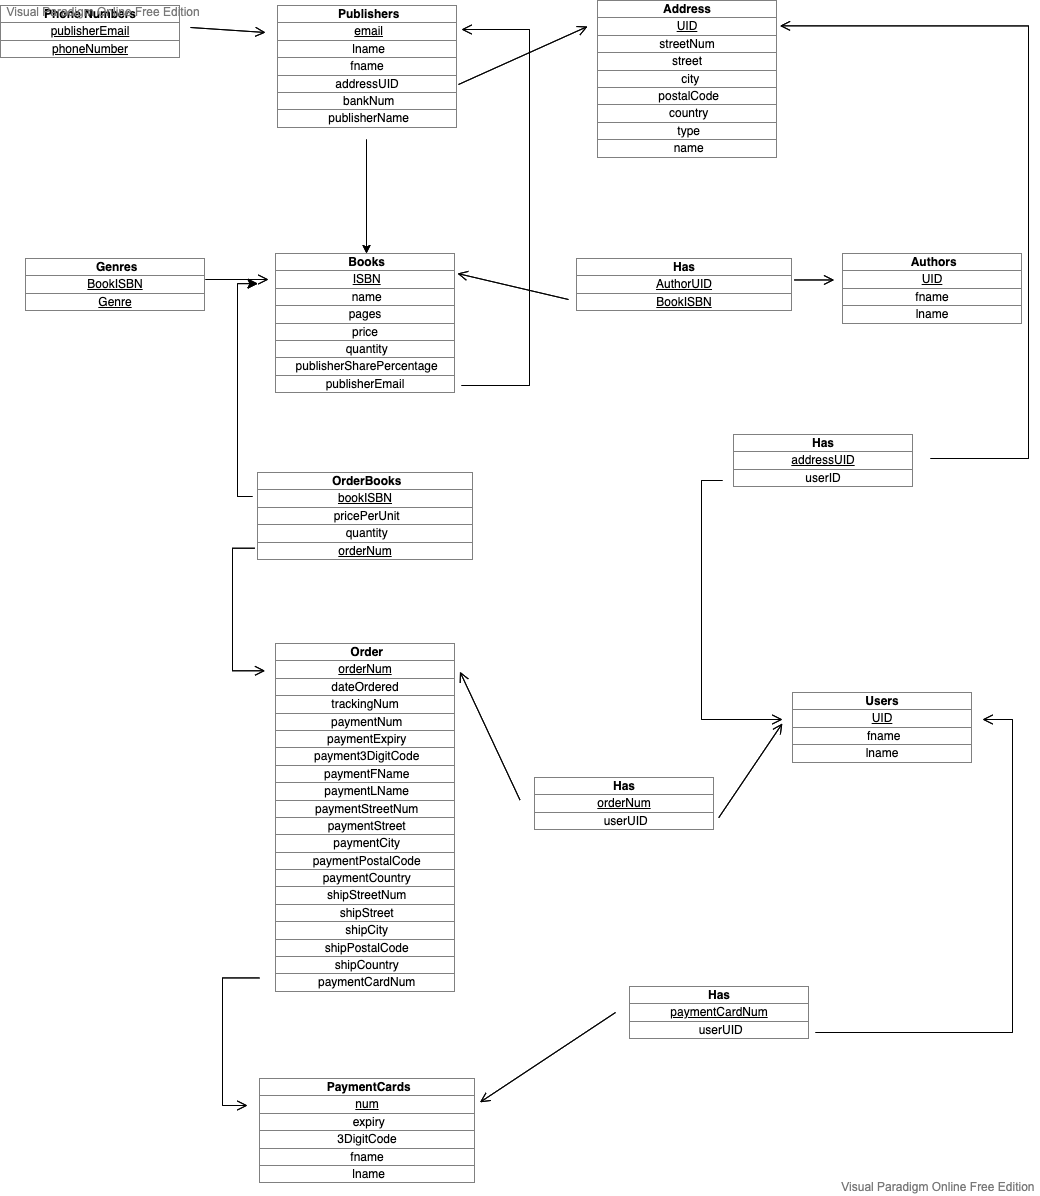 Visual Paradigm Online Free Edition
Phone Numbers
publisherEmail
phoneNumber
Publishers
email
lname
fname
addressUID
bankNum
publisherName
Address
UID
streetNum
street
city
postalCode
country
type
name
Genres
BookISBN
Genre
Books
ISBN
name
pages
price
quantity
publisherSharePercentage
publisherEmail
Has
AuthorUID
BookISBN
Authors
UID
fname
lname
Has
addressUID
userID
OrderBooks
bookISBN
pricePerUnit
quantity
orderNum
Order
orderNum
dateOrdered
trackingNum
paymentNum
paymentExpiry
payment3DigitCode
paymentFName
paymentLName
paymentStreetNum
paymentStreet
paymentCity
paymentPostalCode
paymentCountry
shipStreetNum
shipStreet
shipCity
shipPostalCode
shipCountry
paymentCardNum
Has
orderNum
userUID
Users
UID
fname
lname
Has
paymentCardNum
userUID
PaymentCards
num
expiry
3DigitCode
fname
lname
Visual Paradigm Online Free Edition